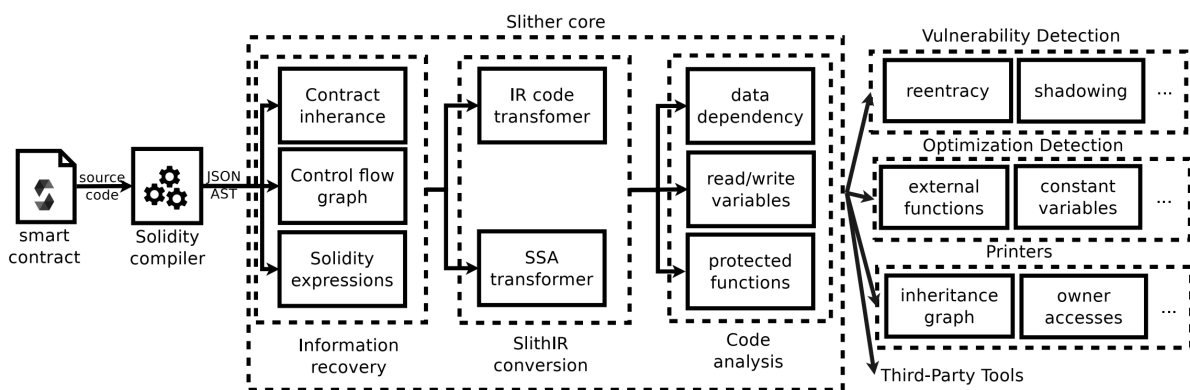 Slither core
Vulnerability Detection
Contract
inherance
IR code
transfomer
data
dependency
reentracy
shadowing
...
source
code
JSON
AST
Control flow
graph
read/write
variables
Optimization Detection
external
functions
constant
variables
...
smart
contract
Solidity
compiler
Solidity
expressions
SSA
transformer
protected
functions
Printers
inheritance
graph
owner
accesses
...
Information
recovery
SlithIR
conversion
Code
analysis
Third-Party Tools